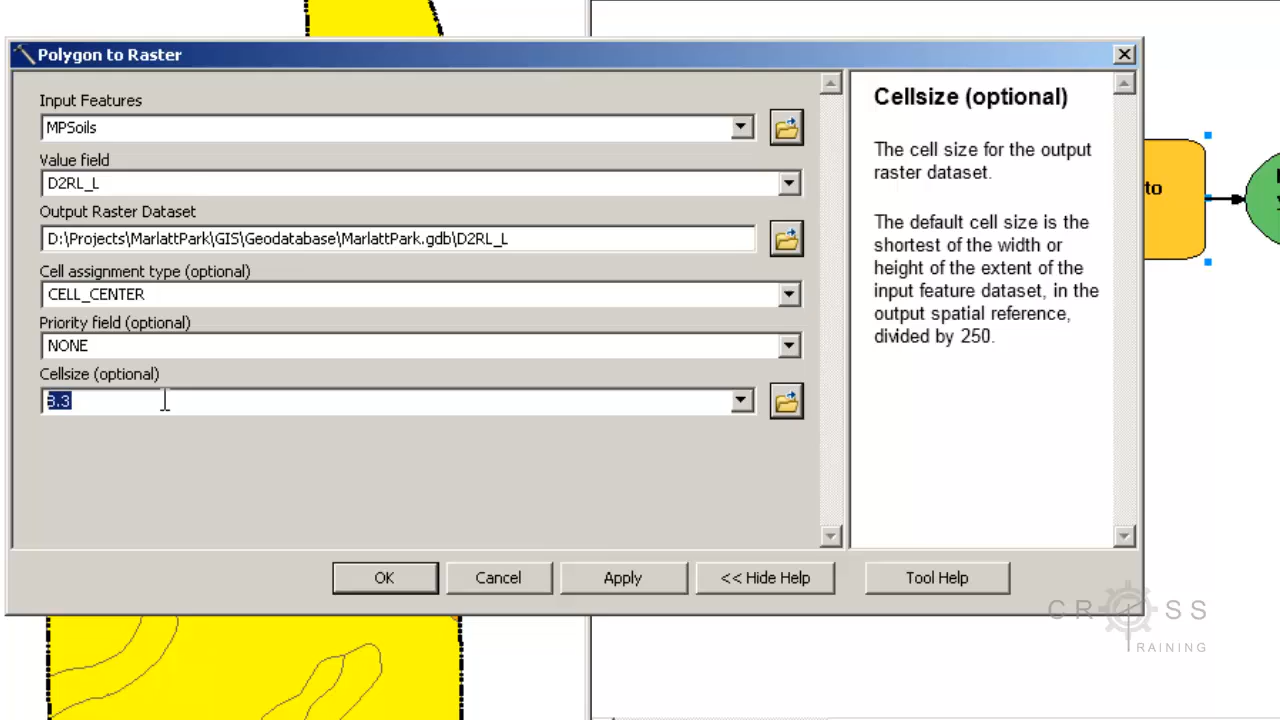 Polygon to Raster
Input Features
MPSoils
Value field
D2RL_L
Output Raster Dataset
D:\Projects\MarlattPark\GIS\Geodatabase\MarlattPark.gdb\D2RL_L
Cell assignment type (optional)
CELL_CENTER
Priority field (optional)
NONE
Cellsize (optional)
3.3
OK
Cancel
Apply
<< Hide Help
Cellsize (optional)
The cell size for the output
raster dataset.
The default cell size is the
shortest of the width or
height of the extent of the
input feature dataset, in the
output spatial reference,
divided by 250.
Tool Help
to
CROSS
TRAINING